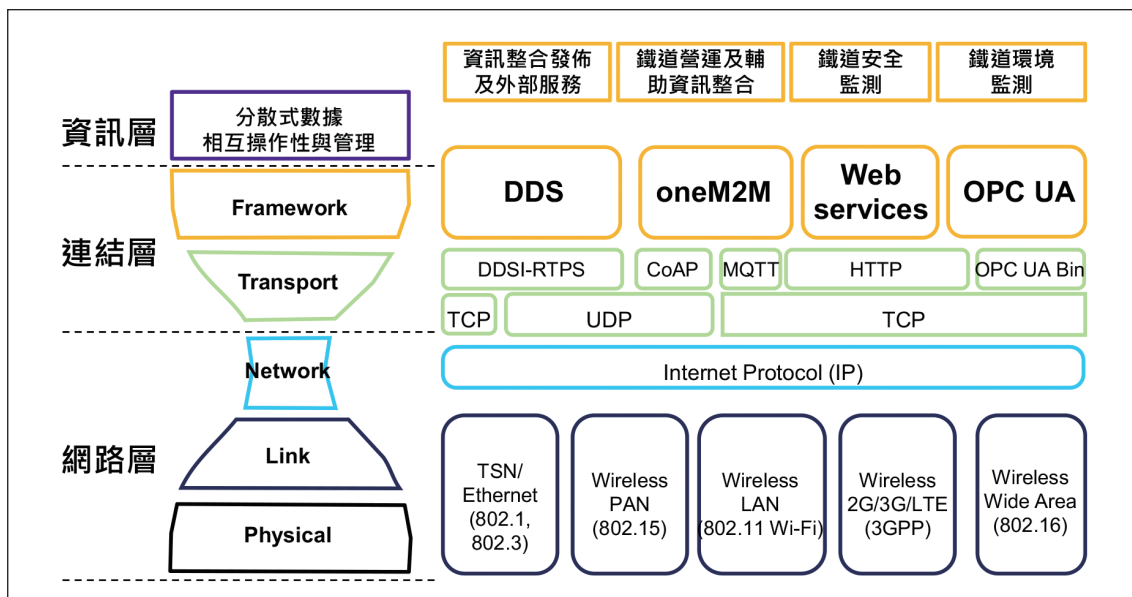 資訊整合發佈
及外部服務
鐵道營運及輔
助資訊整合
鐵道安全
監測
鐵道環境
監測
資訊層
分散式數據
相互操作性與管理
連結層
Framework
DDS
oneM2M
Web
services
OPC UA
Transport
DDSI-RTPS
CoAP
MQTT
HTTP
OPC UA Bin
TCP
UDP
TCP
網路層
Network
Internet Protocol (IP)
Link
Physical
TSN/
Ethernet
(802.1,
802.3)
Wireless
PAN
(802.15)
Wireless
LAN
(802.11 Wi-Fi)
Wireless
2G/3G/LTE
(3GPP)
Wireless
Wide Area
(802.16)